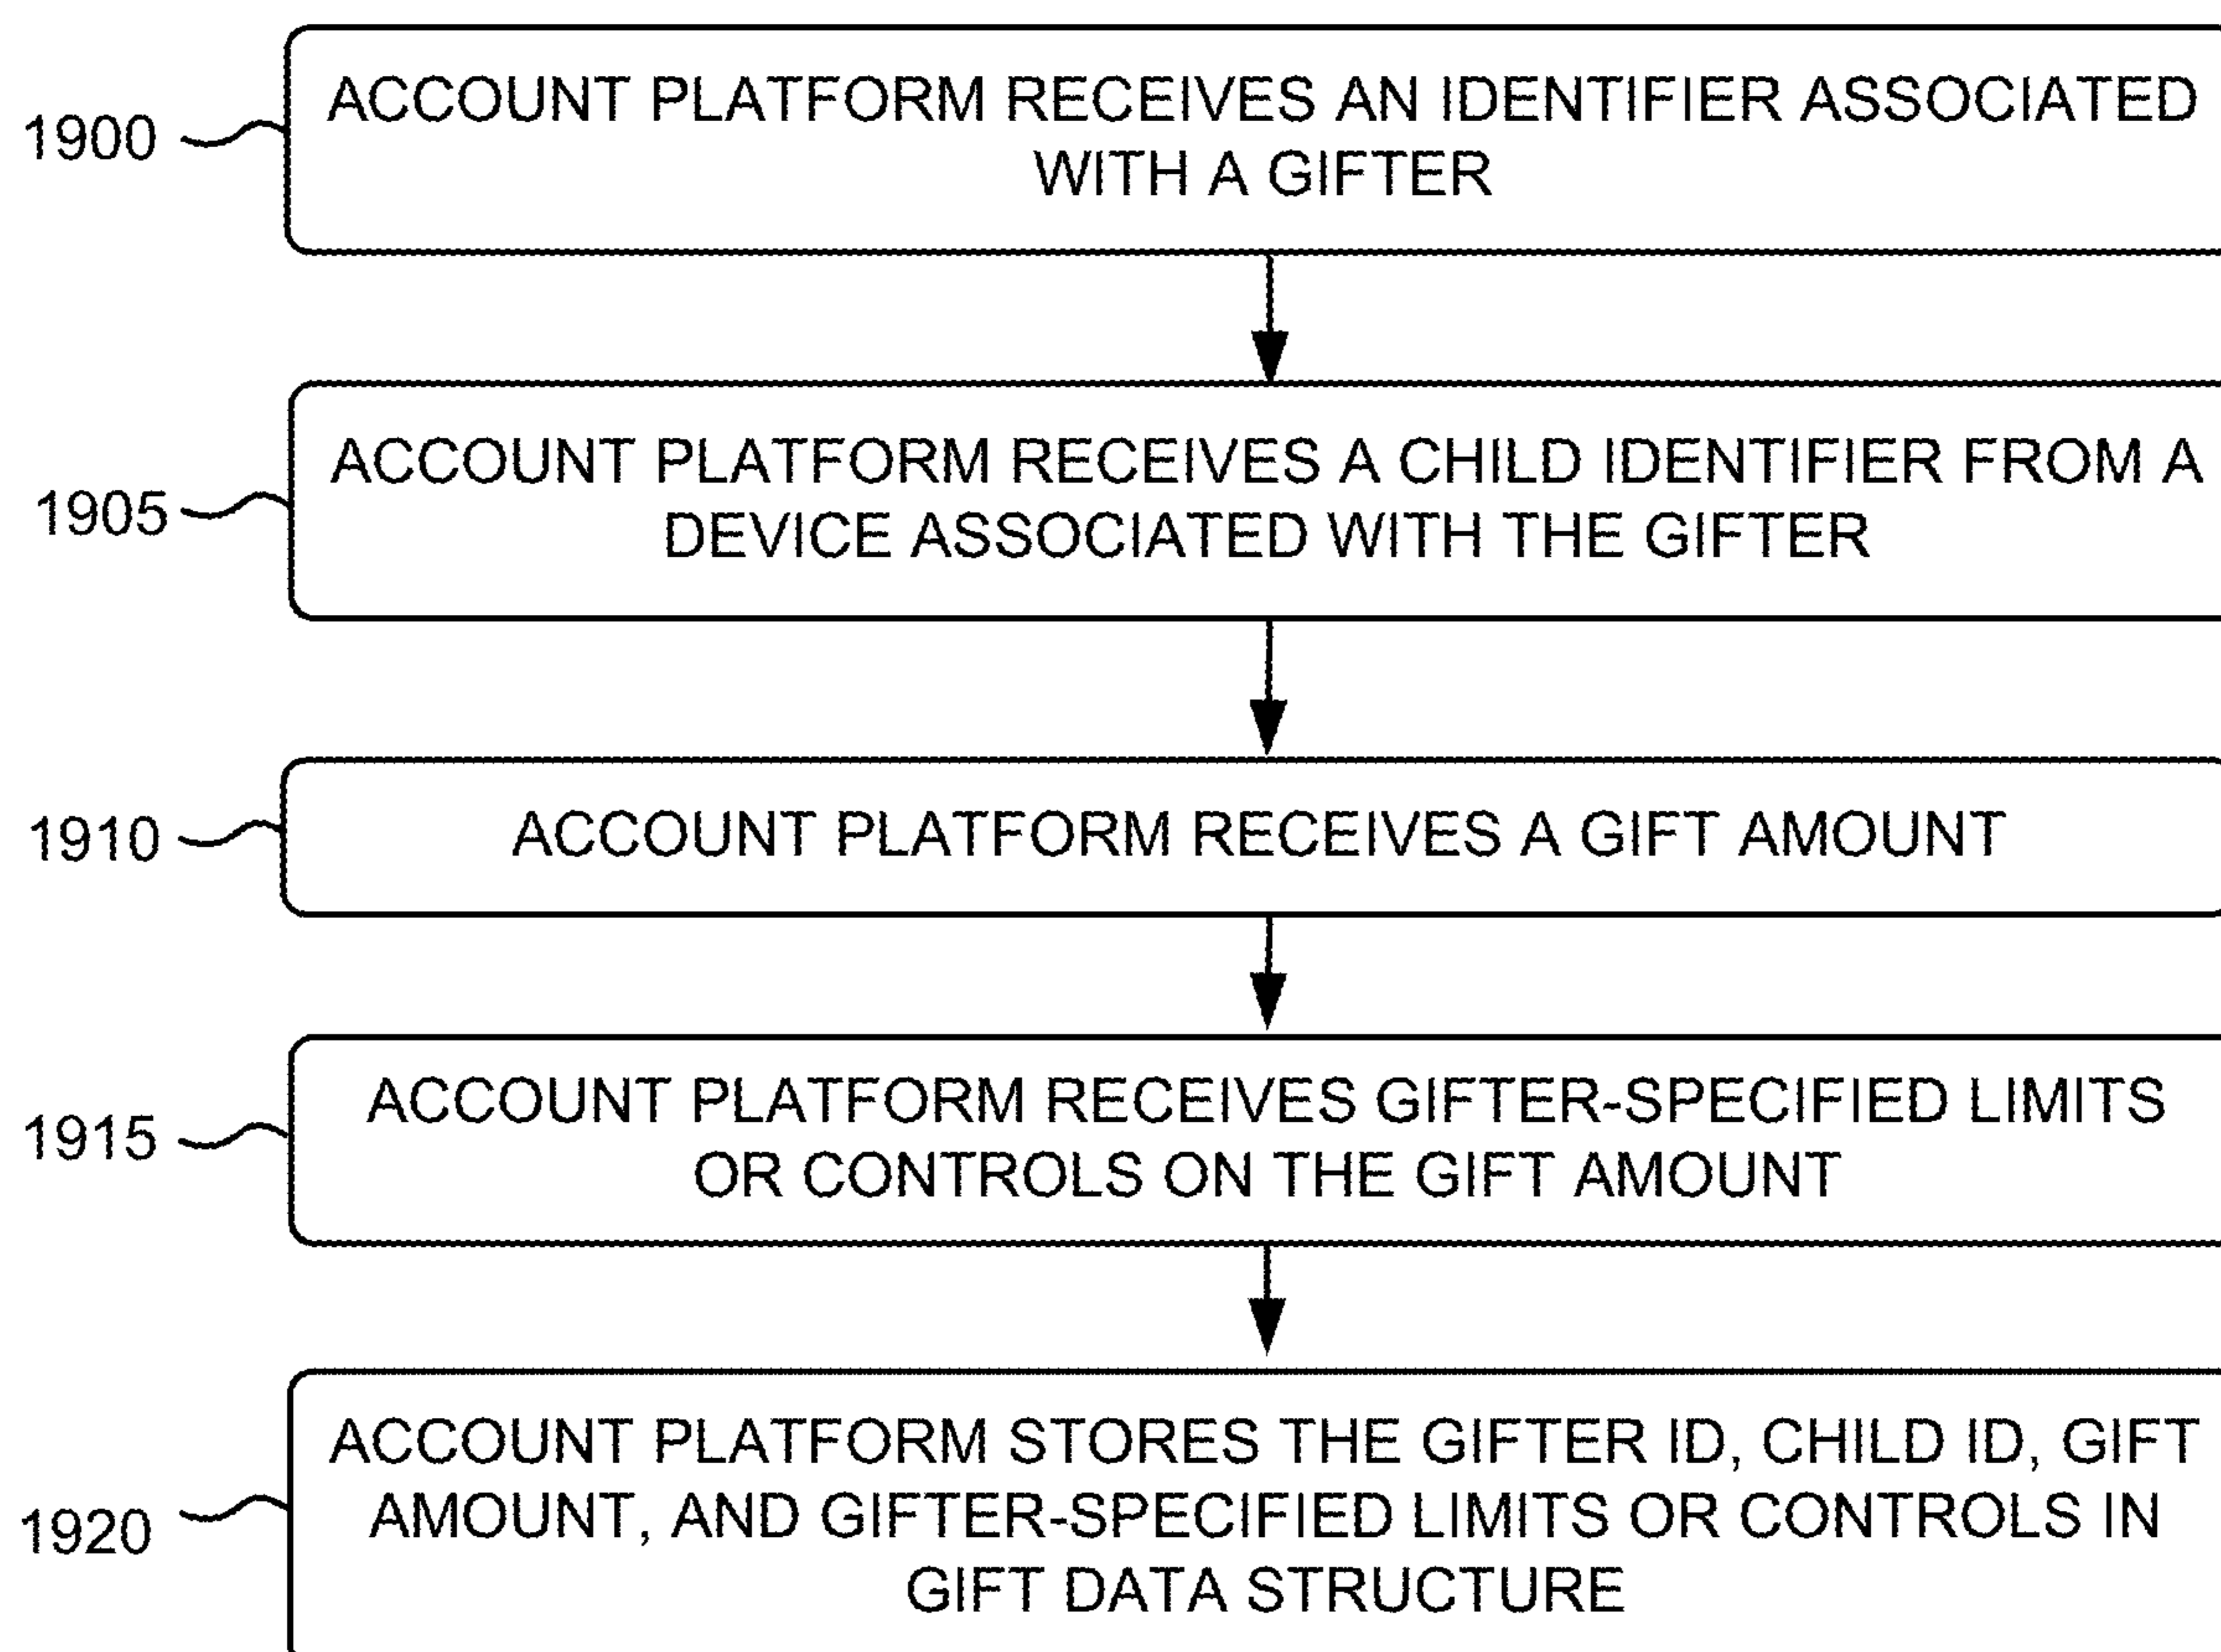 1900
ACCOUNT PLATFORM RECEIVES AN IDENTIFIER ASSOCIATED
WITH A GIFTER
1905
ACCOUNT PLATFORM RECEIVES A CHILD IDENTIFIER FROM A
DEVICE ASSOCIATED WITH THE GIFTER
1910
ACCOUNT PLATFORM RECEIVES A GIFT AMOUNT
1915
ACCOUNT PLATFORM RECEIVES GIFTER-SPECIFIED LIMITS
OR CONTROLS ON THE GIFT AMOUNT
1920
ACCOUNT PLATFORM STORES THE GIFTER ID, CHILD ID, GIFT
AMOUNT, AND GIFTER-SPECIFIED LIMITS OR CONTROLS IN
GIFT DATA STRUCTURE